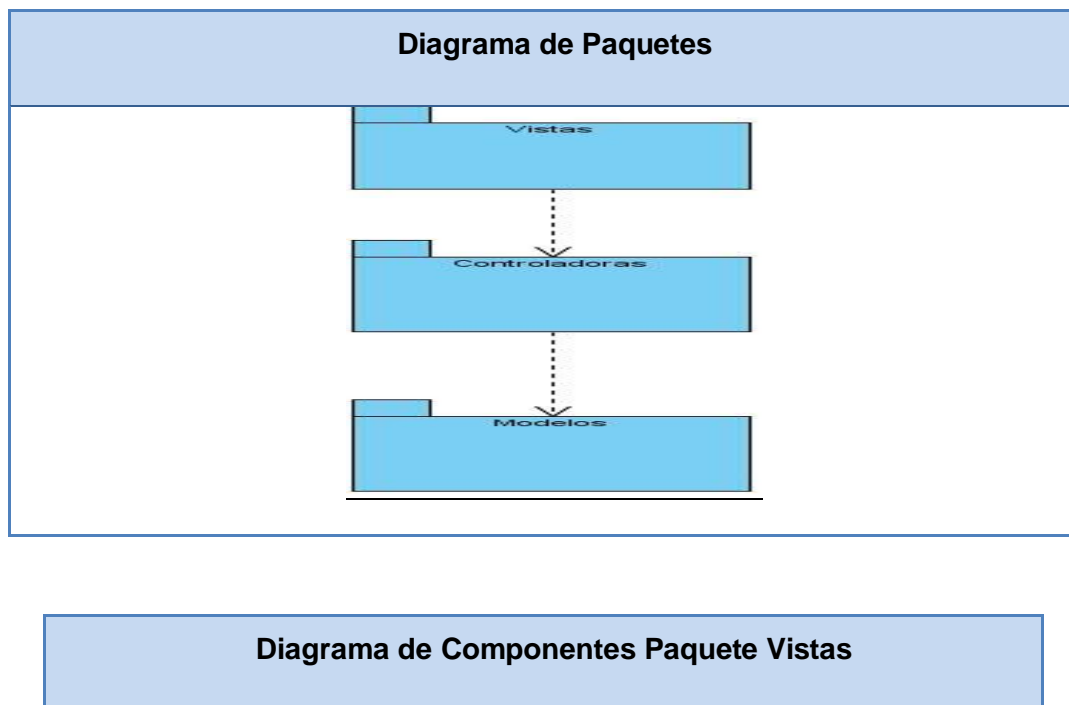 Diagrama de Paquetes
Vistas
Controladoras
Modelos
Diagrama de Componentes Paquete Vistas